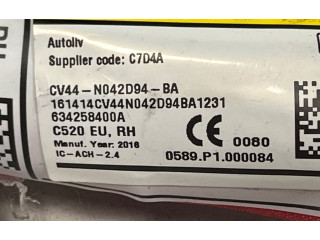 Autoliv
Supplier code: C7D4A
CV44-N042D94-BA
161414CV44N042D94BA1231
634258400A
C520 EU, RH
CE 0080
Manuf. Year: 2016
IC-ACH-2.4
0589.P1.000084